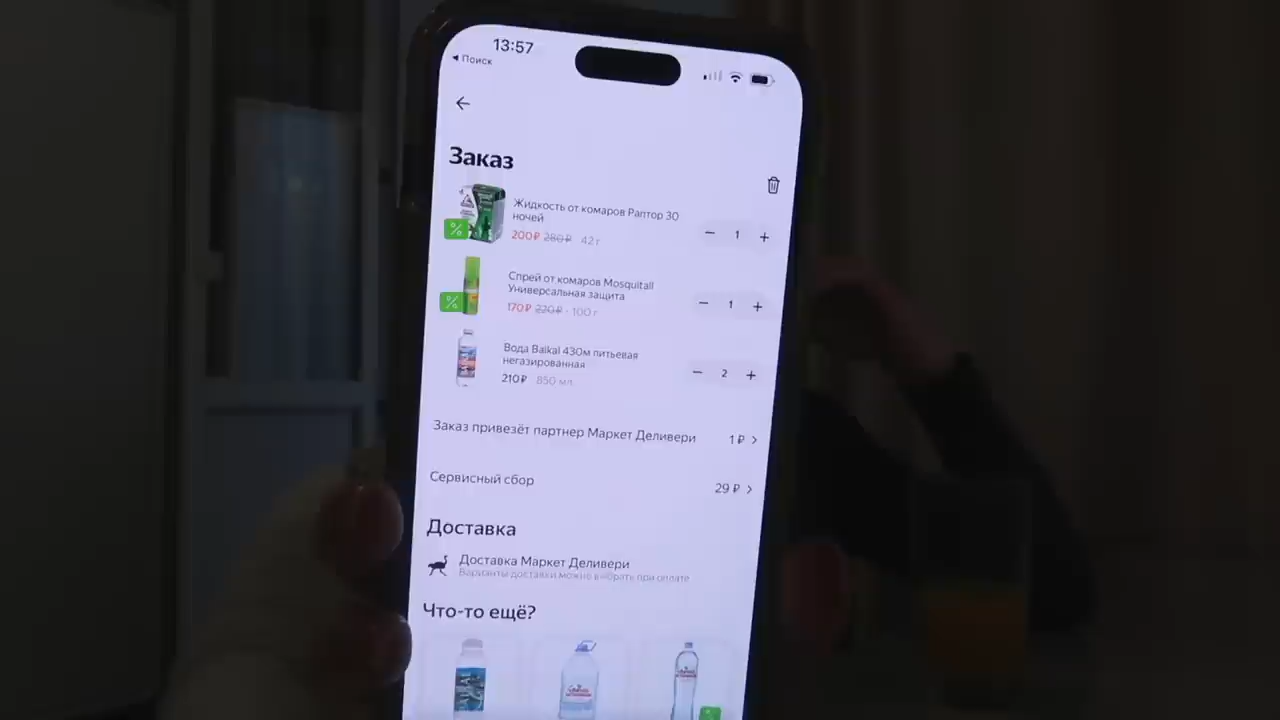 13:57
Поиск
Заказ
Жидкость от комаров Раптор 30
ночей
200₽ 280₽ · 42 г
%
1
Спрей от комаров Mosquitall
Универсальная защита
170₽ 220₽ · 100 г
%
1
Вода Baikal 430м питьевая
негазированная
210₽ 850 мл
2
Заказ привезёт партнер Маркет Деливери 1 ₽
Сервисный сбор 29 ₽
Доставка
Доставка Маркет Деливери
Варианты доставки можно выбрать при оплате
Что-то ещё?